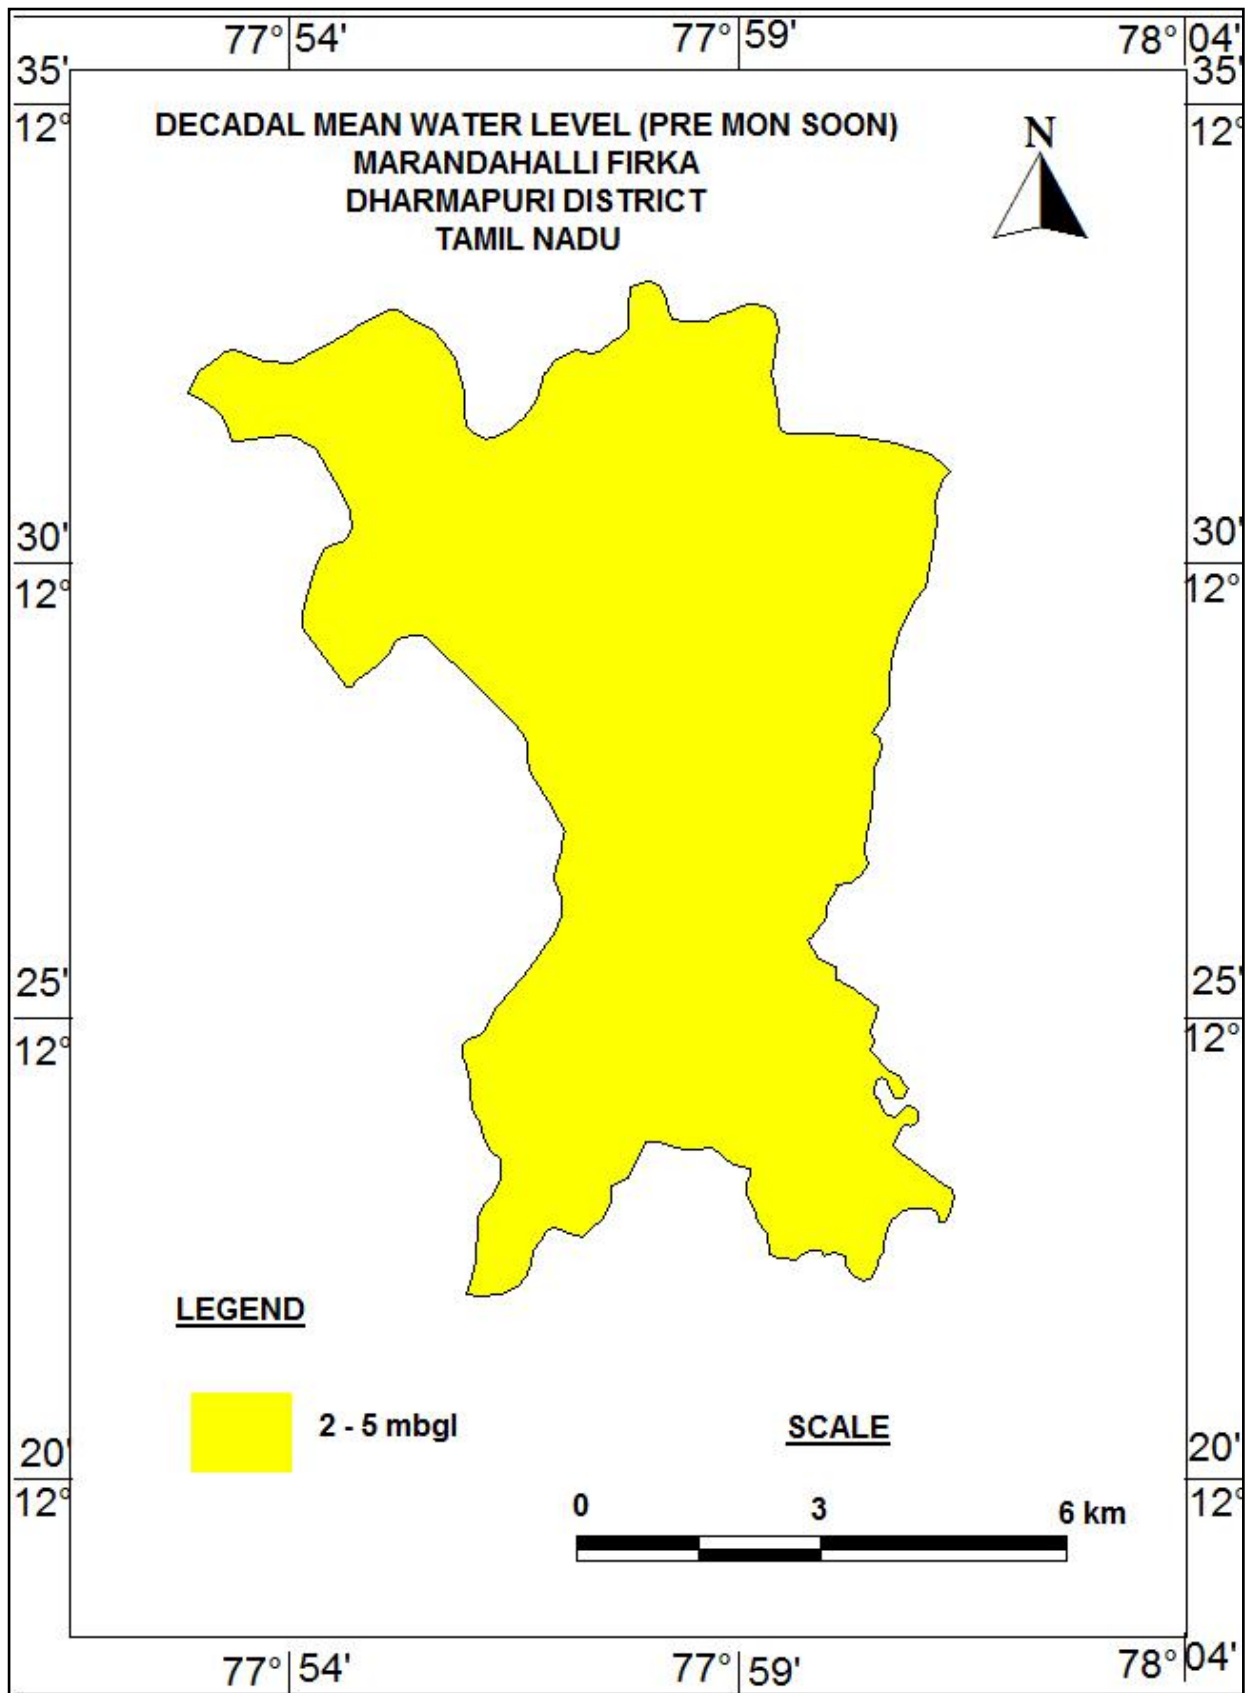 77° 54' 77° 59' 78° 04'
35' 35'
12° 12°
DECADAL MEAN WATER LEVEL (PRE MON SOON)
MARANDAHALLI FIRKA
DHARMAPURI DISTRICT
TAMIL NADU
N
30' 30'
12° 12°
25' 25'
12° 12°
LEGEND
2 - 5 mbgl
SCALE
20' 20'
12° 12°
0 3 6 km
77° 54' 77° 59' 78° 04'